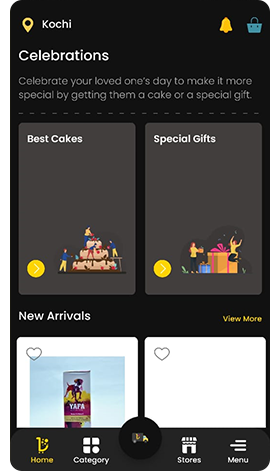 Kochi
Celebrations
Celebrate your loved one's day to make it more
special by getting them a cake or a special gift.
Best Cakes
Special Gifts
New Arrivals
View More
YAPA
Home
Category
Stores
Menu